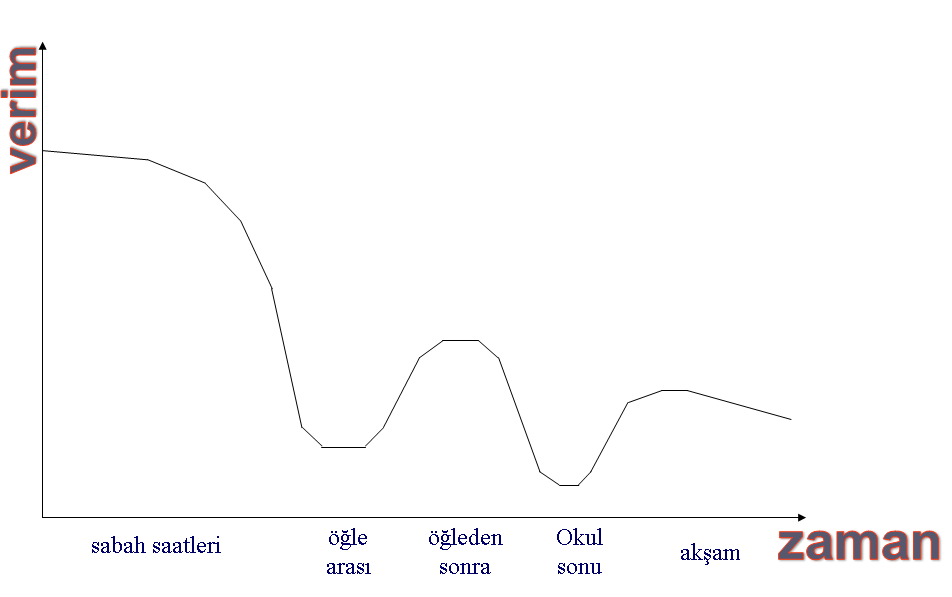 verim
sabah saatleri
öğle
arası
öğleden
sonra
Okul
sonu
akşam
zaman